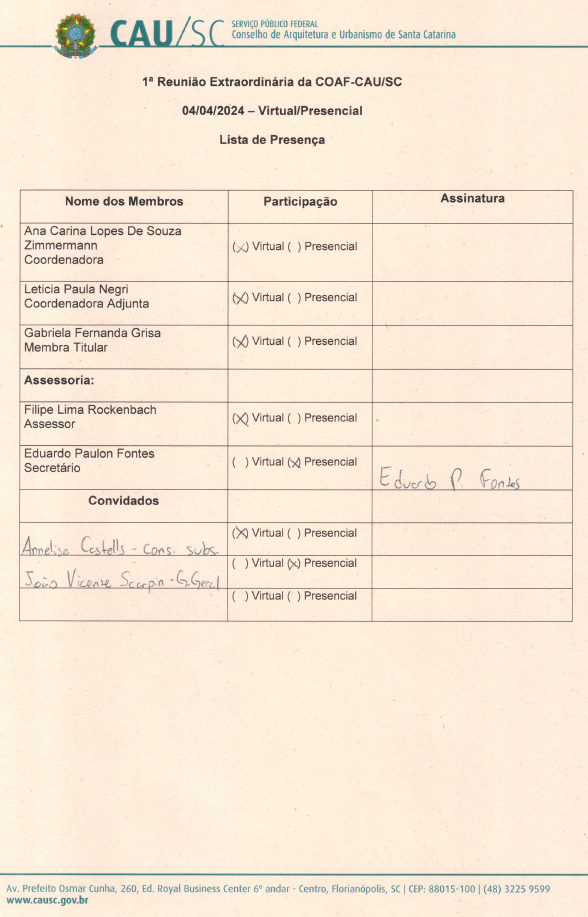 CAU/SC
SERVIÇO PÚBLICO FEDERAL
Conselho de Arquitetura e Urbanismo de Santa Catarina
1ª Reunião Extraordinária da COAF-CAU/SC
04/04/2024 – Virtual/Presencial
Lista de Presença
Nome dos Membros Participação Assinatura
Ana Carina Lopes De Souza
Zimmermann
Coordenadora
(X) Virtual ( ) Presencial
Leticia Paula Negri
Coordenadora Adjunta
(X) Virtual ( ) Presencial
Gabriela Fernanda Grisa
Membra Titular
(X) Virtual ( ) Presencial
Assessoria:
Filipe Lima Rockenbach
Assessor
(X) Virtual ( ) Presencial
Eduardo Paulon Fontes
Secretário
( ) Virtual (X) Presencial
Eduardo P. Fontes
Convidados
Annelise Castells - Cons. subs.
(X) Virtual ( ) Presencial
João Vicente Scarpin - G.Geral
( ) Virtual (X) Presencial
( ) Virtual ( ) Presencial
Av. Prefeito Osmar Cunha, 260, Ed. Royal Business Center 6º andar - Centro, Florianópolis, SC | CEP: 88015-100 | (48) 3225 9599
www.causc.gov.br